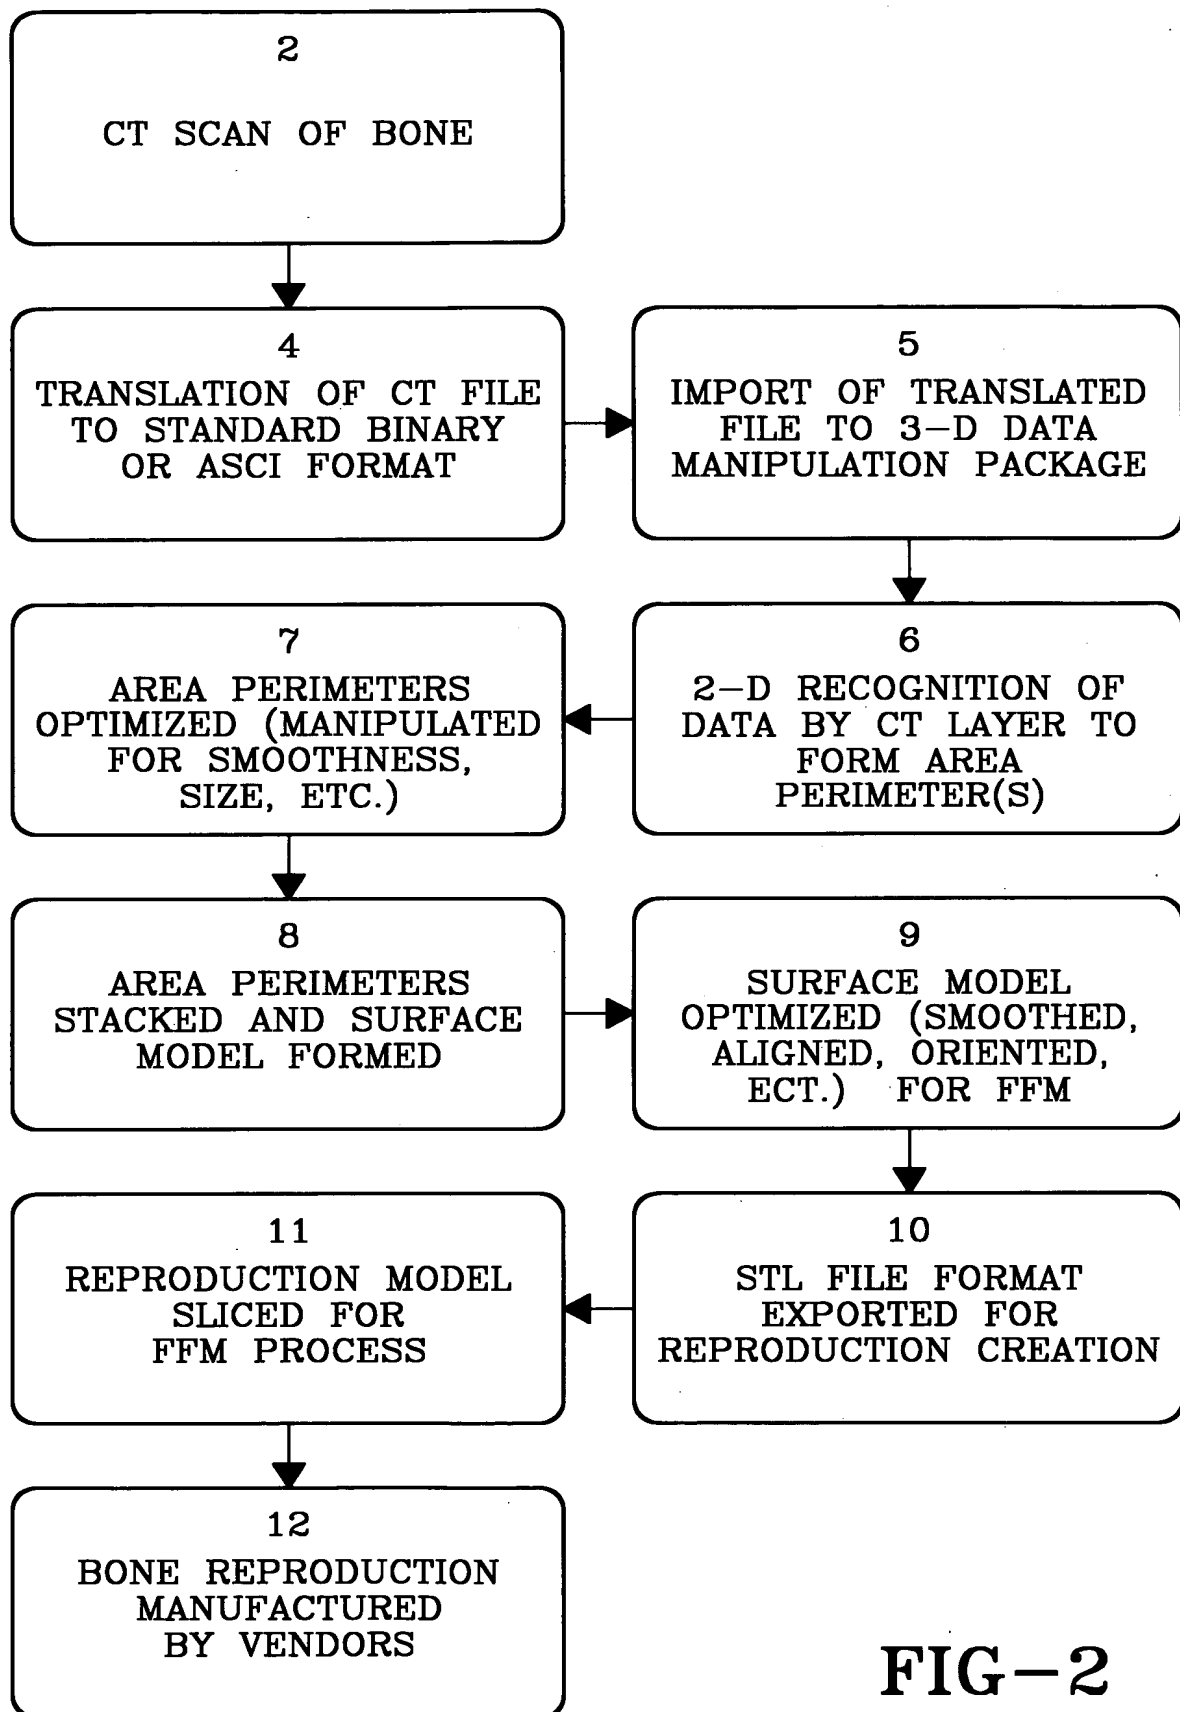 2
CT SCAN OF BONE
4
TRANSLATION OF CT FILE
TO STANDARD BINARY
OR ASCI FORMAT
5
IMPORT OF TRANSLATED
FILE TO 3-D DATA
MANIPULATION PACKAGE
6
2-D RECOGNITION OF
DATA BY CT LAYER TO
FORM AREA
PERIMETER(S)
7
AREA PERIMETERS
OPTIMIZED (MANIPULATED
FOR SMOOTHNESS,
SIZE, ETC.)
8
AREA PERIMETERS
STACKED AND SURFACE
MODEL FORMED
9
SURFACE MODEL
OPTIMIZED (SMOOTHED,
ALIGNED, ORIENTED,
ECT.) FOR FFM
10
STL FILE FORMAT
EXPORTED FOR
REPRODUCTION CREATION
11
REPRODUCTION MODEL
SLICED FOR
FFM PROCESS
12
BONE REPRODUCTION
MANUFACTURED
BY VENDORS
FIG-2